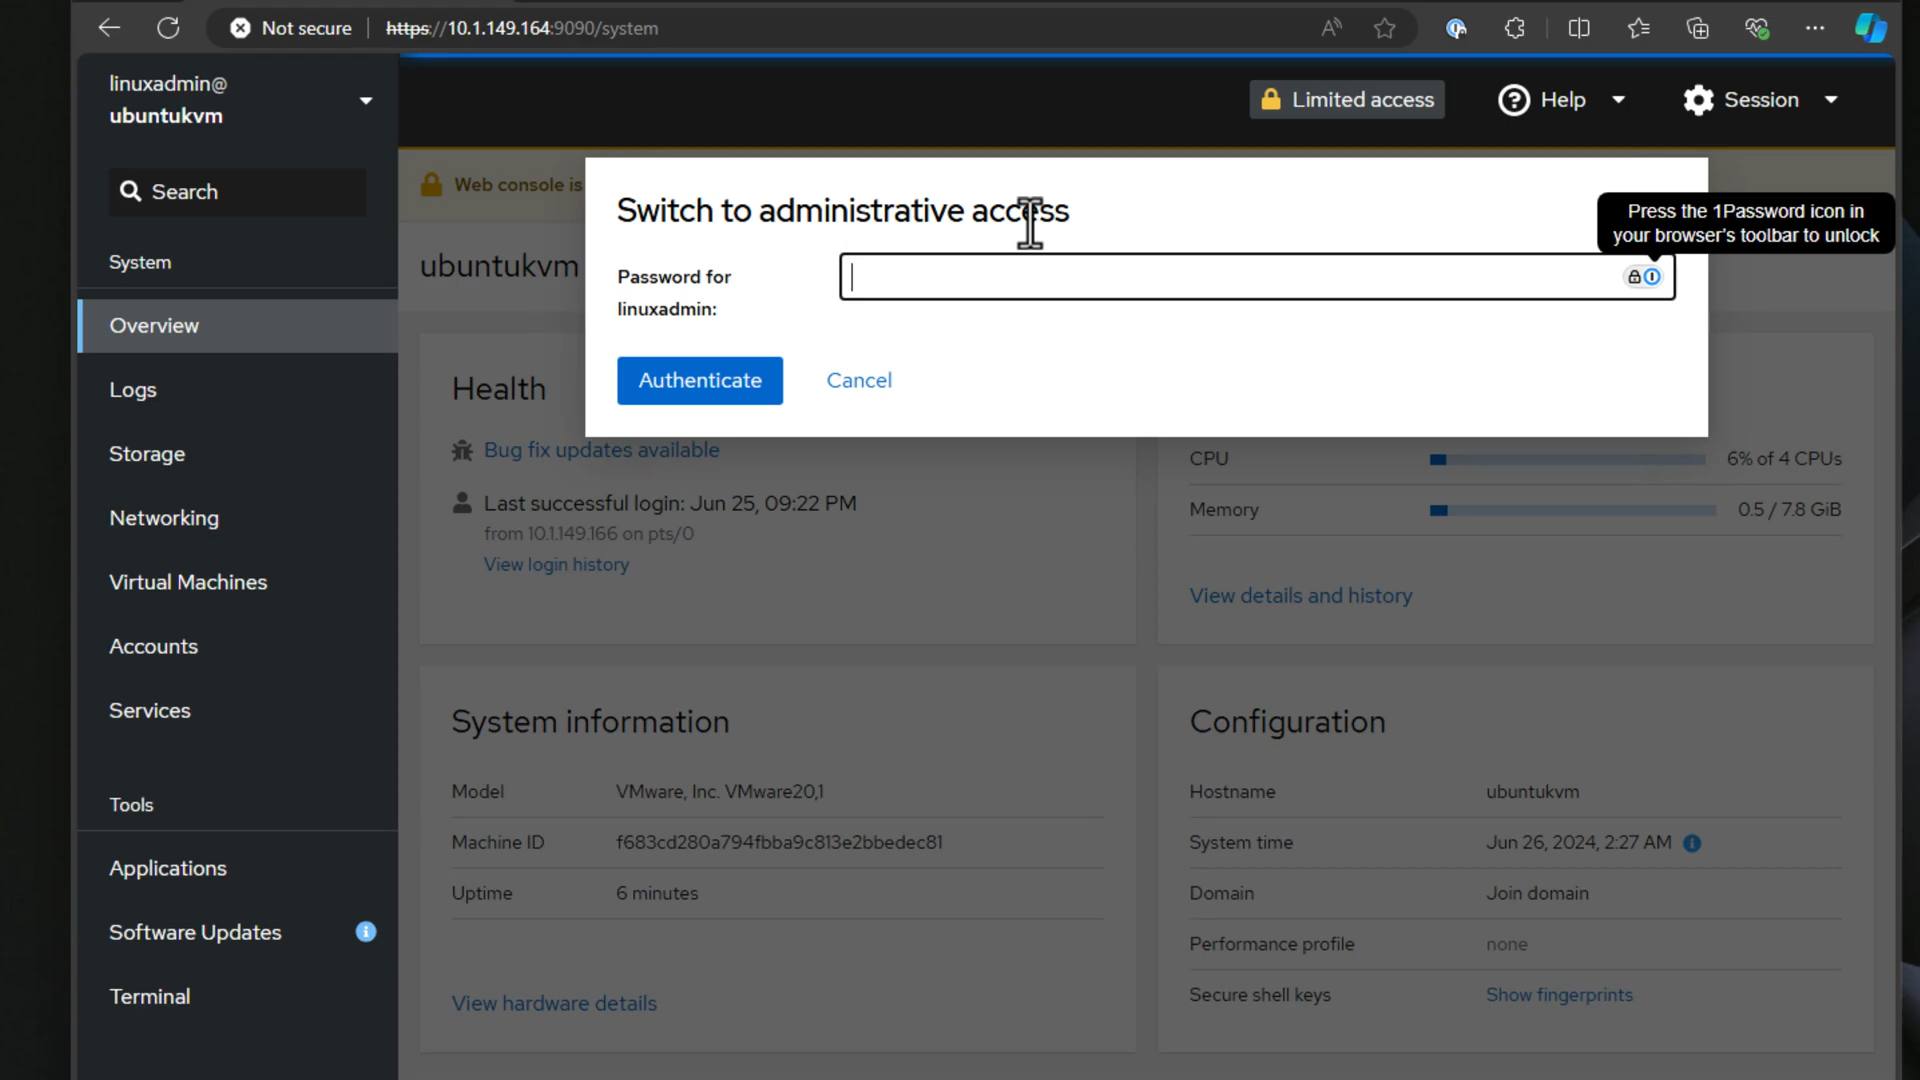 Not secure
https://10.1.149.164:9090/system
linuxadmin@
ubuntukvm
Search
System
Overview
Logs
Storage
Networking
Virtual Machines
Accounts
Services
Tools
Applications
Software Updates
Terminal
Limited access
Help
Session
Web console is
ubuntukvm
Switch to administrative access
Password for
linuxadmin:
Authenticate
Cancel
Press the 1Password icon in
your browser's toolbar to unlock
Health
Bug fix updates available
Last successful login: Jun 25, 09:22 PM
from 10.1.149.166 on pts/0
View login history
CPU 6% of 4 CPUs
Memory 0.5 / 7.8 GiB
View details and history
System information
Model VMware, Inc. VMware20,1
Machine ID f683cd280a794fbba9c813e2bbedec81
Uptime 6 minutes
View hardware details
Configuration
Hostname ubuntukvm
System time Jun 26, 2024, 2:27 AM
Domain Join domain
Performance profile none
Secure shell keys Show fingerprints